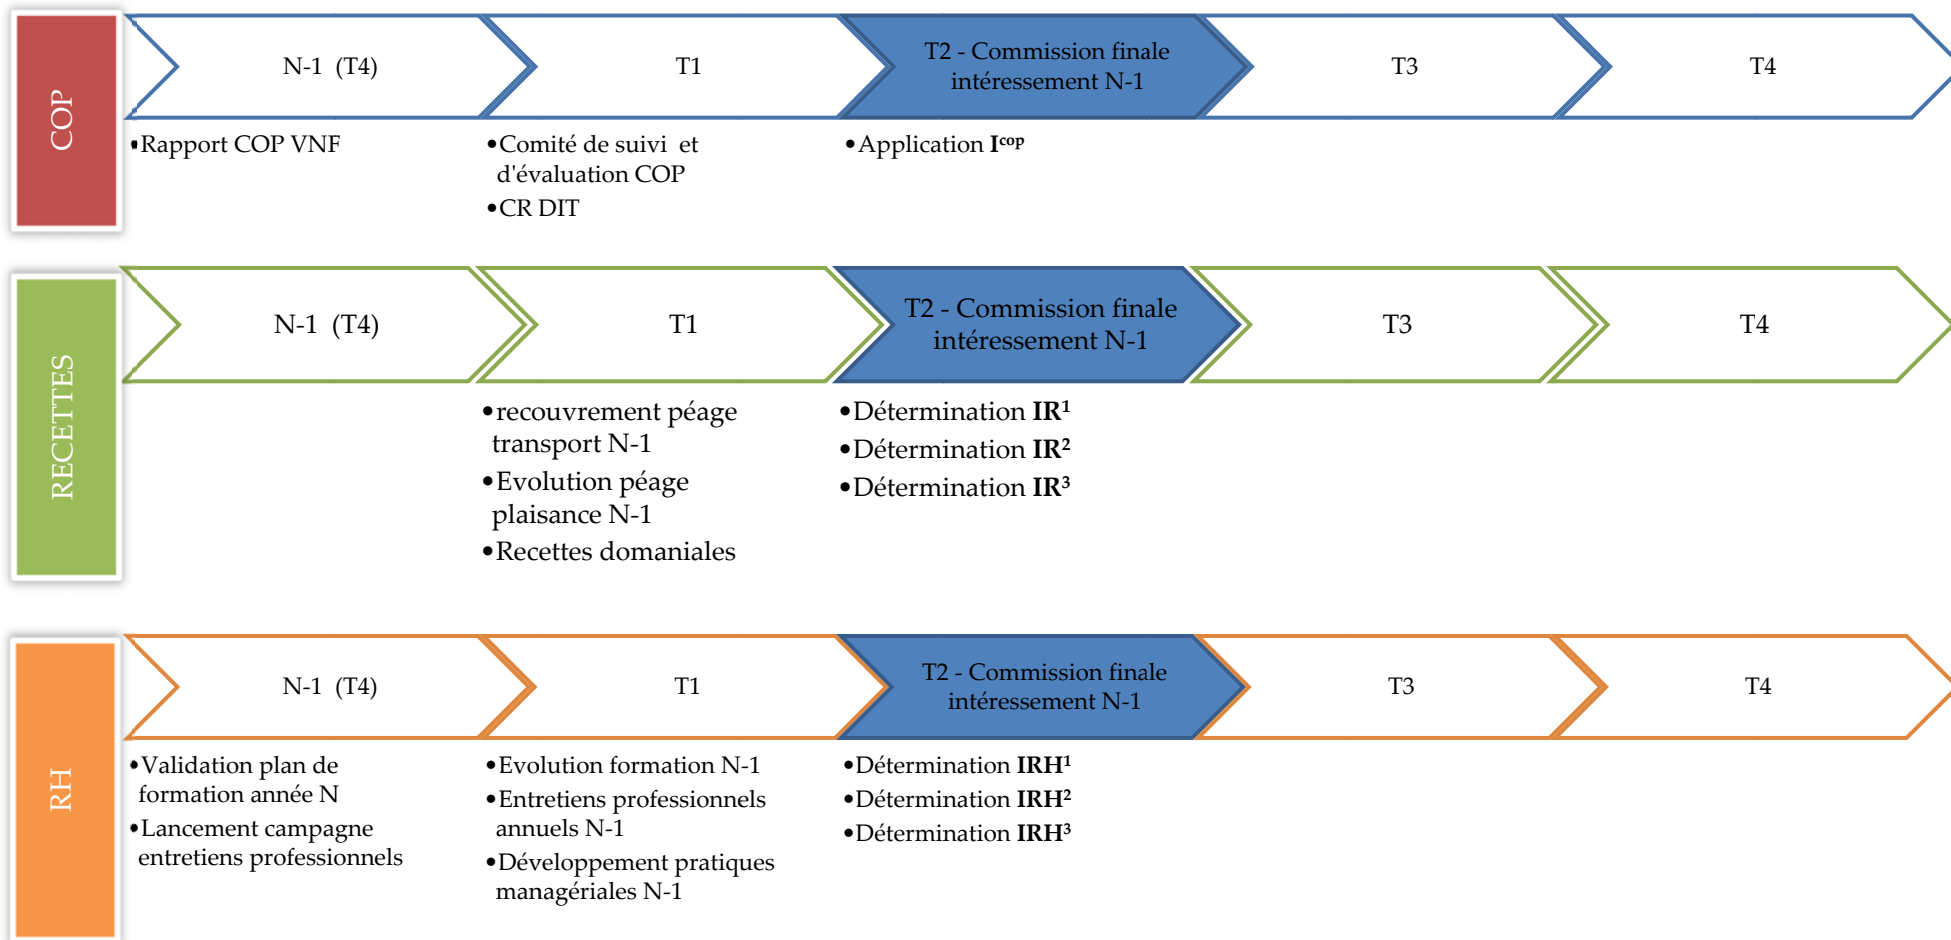 COP
N-1 (T4)
T1
T2 - Commission finale
intéressement N-1
T3
T4
•Rapport COP VNF
•Comité de suivi et
d'évaluation COP
•CR DIT
•Application Iᶜᵒᵖ
RECETTES
N-1 (T4)
T1
T2 - Commission finale
intéressement N-1
T3
T4
•recouvrement péage
transport N-1
•Evolution péage
plaisance N-1
•Recettes domaniales
•Détermination IR¹
•Détermination IR²
•Détermination IR³
RH
N-1 (T4)
T1
T2 - Commission finale
intéressement N-1
T3
T4
•Validation plan de
formation année N
•Lancement campagne
entretiens professionnels
•Evolution formation N-1
•Entretiens professionnels
annuels N-1
•Développement pratiques
managériales N-1
•Détermination IRH¹
•Détermination IRH²
•Détermination IRH³